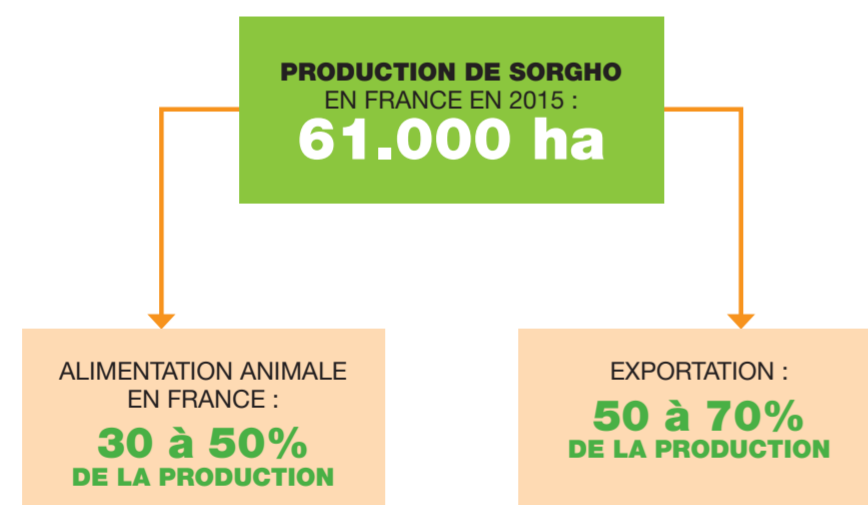 PRODUCTION DE SORGHO
EN FRANCE EN 2015 :
61.000 ha
ALIMENTATION ANIMALE
EN FRANCE :
30 à 50%
DE LA PRODUCTION
EXPORTATION :
50 à 70%
DE LA PRODUCTION